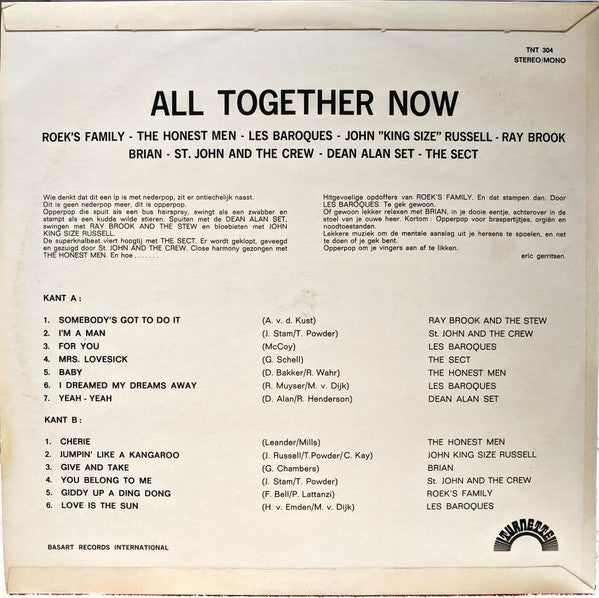 TNT 304
STEREO/MONO
ALL TOGETHER NOW
ROEK'S FAMILY - THE HONEST MEN - LES BAROQUES - JOHN "KING SIZE" RUSSELL - RAY BROOK
BRIAN - ST. JOHN AND THE CREW - DEAN ALAN SET - THE SECT
Wie denkt dat dit een lp is met nederpop, zit er ontiechelijk naast.
Dit is geen nederpop meer, dit is opperpop.
Opperpop die spuit als een bus hairspray, swingt als een zwabber en
stampt als een kudde wilde stieren. Spuiten met de DEAN ALAN SET,
swingen met RAY BROOK AND THE STEW en bloebieten met JOHN
KING SIZE RUSSELL.
De superknalbeat viert hoogtij met THE SECT. Er wordt geklopt, geveegd
en gezuigd door St. JOHN AND THE CREW. Close harmony gezongen met
THE HONEST MEN. En hoe .......
Hitgevoelige opdoffers van ROEK'S FAMILY. En dat stampen dan. Door
LES BAROQUES. Te gek gewoon.
Of gewoon lekker relaxen met BRIAN, in je dooie eentje, achterover in de
stoel van je ouwe heer. Kortom : Opperpop voor braspartijtjes, orgiën en
noodtoestanden.
Lekkere muziek om de mentale aanslag uit je hersens te spoelen, en net
te doen of je gek bent.
Opperpop om je vingers aan af te likken.
eric gerritsen.
KANT A :
1. SOMEBODY'S GOT TO DO IT (A. v. d. Kust) RAY BROOK AND THE STEW
2. I'M A MAN (J. Stam/T. Powder) St. JOHN AND THE CREW
3. FOR YOU (McCoy) LES BAROQUES
4. MRS. LOVESICK (G. Schell) THE SECT
5. BABY (D. Bakker/R. Wahr) THE HONEST MEN
6. I DREAMED MY DREAMS AWAY (R. Muyser/M. v. Dijk) LES BAROQUES
7. YEAH - YEAH (D. Alan/R. Henderson) DEAN ALAN SET
KANT B :
1. CHERIE (Leander/Mills) THE HONEST MEN
2. JUMPIN' LIKE A KANGAROO (J. Russell/T.Powder/C. Kay) JOHN KING SIZE RUSSELL
3. GIVE AND TAKE (G. Chambers) BRIAN
4. YOU BELONG TO ME (J. Stam/T. Powder) St. JOHN AND THE CREW
5. GIDDY UP A DING DONG (F. Bell/P. Lattanzi) ROEK'S FAMILY
6. LOVE IS THE SUN (H. v. Emden/M. v. Dijk) LES BAROQUES
BASART RECORDS INTERNATIONAL
TURNETTE